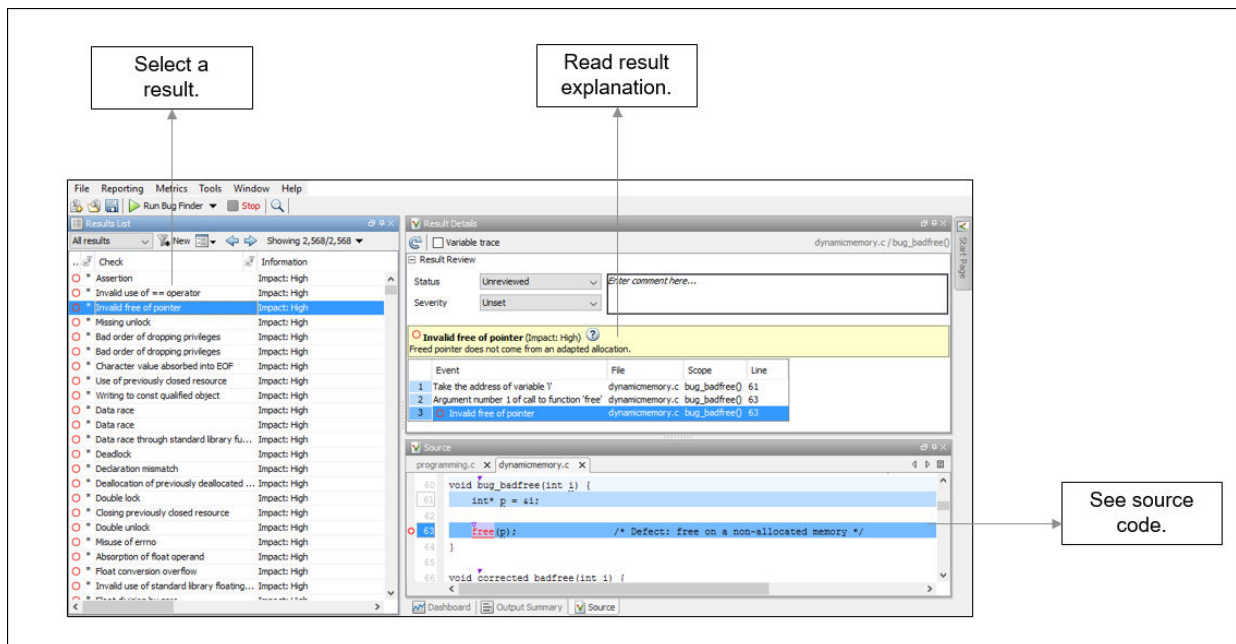 Select a
result.
Read result
explanation.
File Reporting Metrics Tools Window Help
Run Bug Finder Stop
Results List
All results New Showing 2,568/2,568
... Check Information
Assertion Impact: High
Invalid use of == operator Impact: High
Invalid free of pointer Impact: High
Missing unlock Impact: High
Bad order of dropping privileges Impact: High
Bad order of dropping privileges Impact: High
Character value absorbed into EOF Impact: High
Use of previously closed resource Impact: High
Writing to const qualified object Impact: High
Data race Impact: High
Data race Impact: High
Data race through standard library fu... Impact: High
Deadlock Impact: High
Declaration mismatch Impact: High
Deallocation of previously deallocated ... Impact: High
Double lock Impact: High
Closing previously closed resource Impact: High
Double unlock Impact: High
Misuse of errno Impact: High
Absorption of float operand Impact: High
Float conversion overflow Impact: High
Invalid use of standard library floating... Impact: High
Result Details
Variable trace dynamicmemory.c / bug_badfree()
Result Review
Status Unreviewed Enter comment here...
Severity Unset
Invalid free of pointer (Impact: High) ?
Freed pointer does not come from an adapted allocation.
Event File Scope Line
1 Take the address of variable 'i' dynamicmemory.c bug_badfree() 61
2 Argument number 1 of call to function 'free' dynamicmemory.c bug_badfree() 63
3 Invalid free of pointer dynamicmemory.c bug_badfree() 63
Source
programming.c dynamicmemory.c
60 void bug_badfree(int i) {
61 int* p = &i;
62
63 free(p); /* Defect: free on a non-allocated memory */
64 }
65
66 void corrected_badfree(int i) {
Dashboard Output Summary Source
Start Page
See source
code.